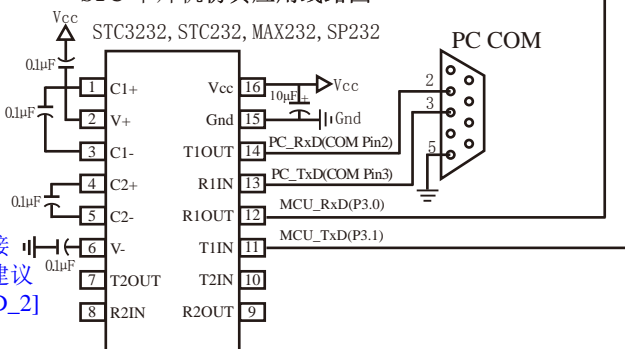 Vcc
STC3232,STC232,MAX232,SP232
PC COM
0.1μF
1 C1+ Vcc 16 Vcc
10μF +
2
0.1μF
2 V+ Gnd 15 Gnd
3
3 C1- T1OUT 14 PC_RxD(COM Pin2)
5
4 C2+ R1IN 13 PC_TxD(COM Pin3)
0.1μF
5 C2- R1OUT 12 MCU_RxD(P3.0)
接
6 V- T1IN 11 MCU_TxD(P3.1)
0.1μF
建议
7 T2OUT T2IN 10
D_2]
8 R2IN R2OUT 9